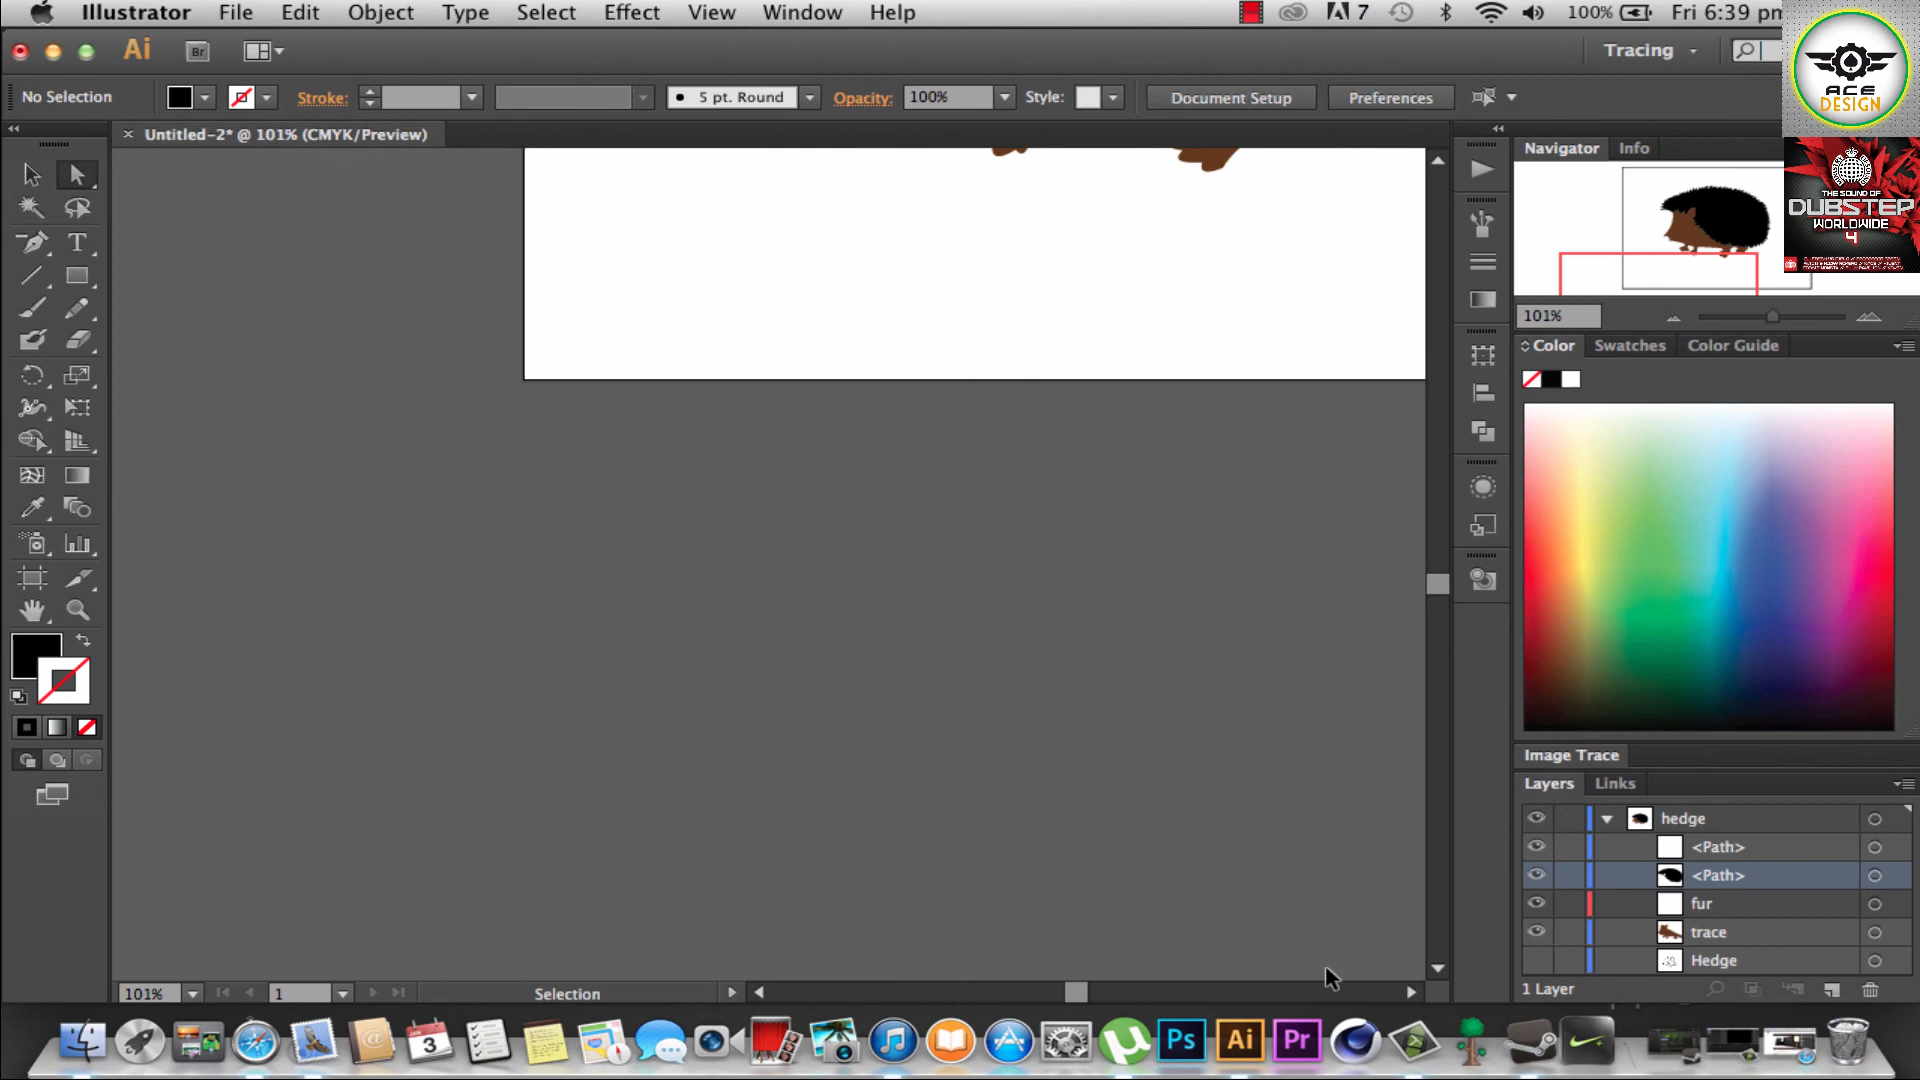 Illustrator File Edit Object Type Select Effect View Window Help 7 100% Fri 6:39 pm
Ai Br Tracing
No Selection Stroke: 5 pt. Round Opacity: 100% Style: Document Setup Preferences
ACE
DESIGN
× Untitled-2* @ 101% (CMYK/Preview)
Navigator Info
THE SOUND OF
DUBSTEP
WORLDWIDE
4
101%
Color Swatches Color Guide
Image Trace
Layers Links
hedge
<Path>
<Path>
fur
trace
Hedge
1 Layer
101% 1 Selection
JAN
3
Ps Ai Pr